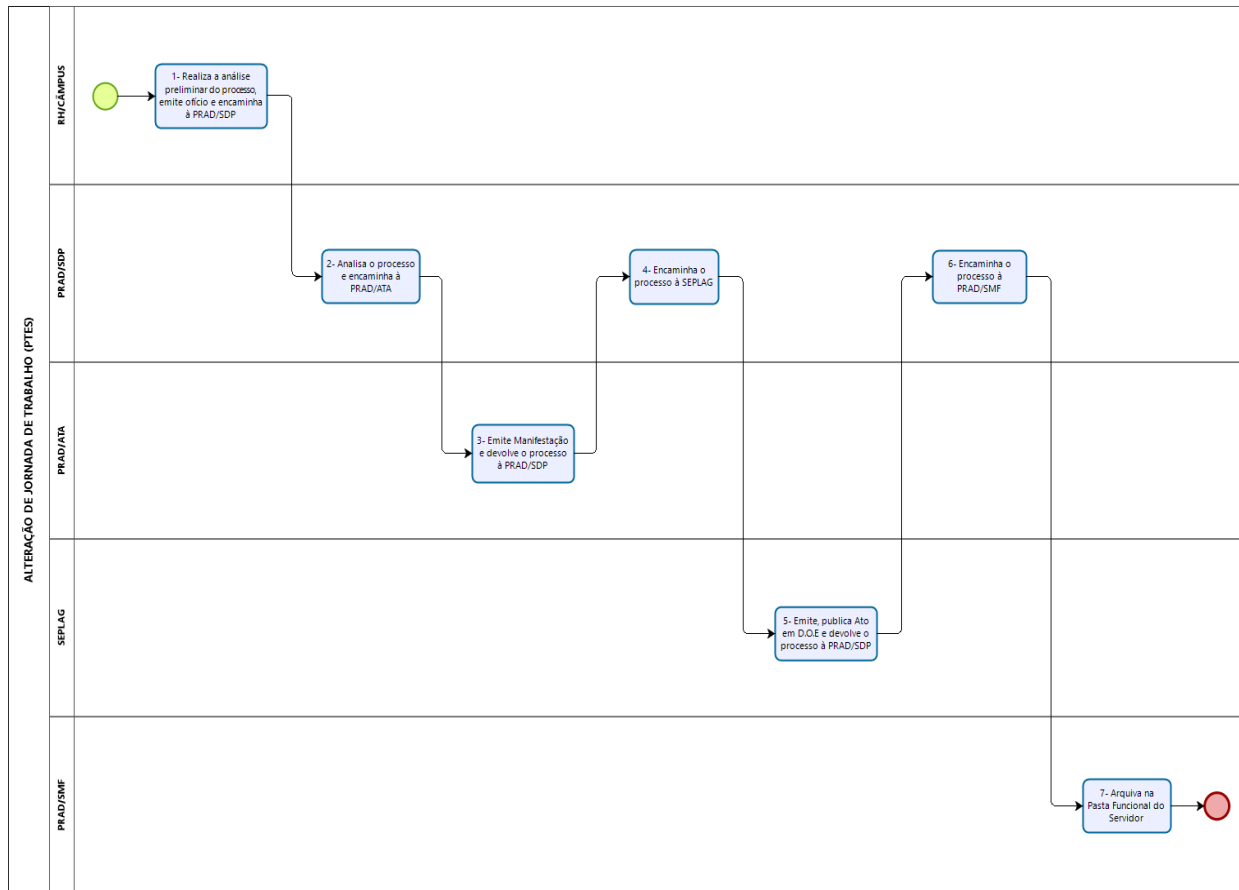 ALTERAÇÃO DE JORNADA DE TRABALHO (PTES)
RH/CÂMPUS
1- Realiza a análise
preliminar do processo,
emite ofício e encaminha
à PRAD/SDP
PRAD/SDP
2- Analisa o processo
e encaminha à
PRAD/ATA
4- Encaminha o
processo à SEPLAG
6- Encaminha o
processo à
PRAD/SMF
PRAD/ATA
3- Emite Manifestação
e devolve o processo
à PRAD/SDP
SEPLAG
5- Emite, publica Ato
em D.O.E e devolve o
processo à PRAD/SDP
PRAD/SMF
7- Arquiva na
Pasta Funcional do
Servidor